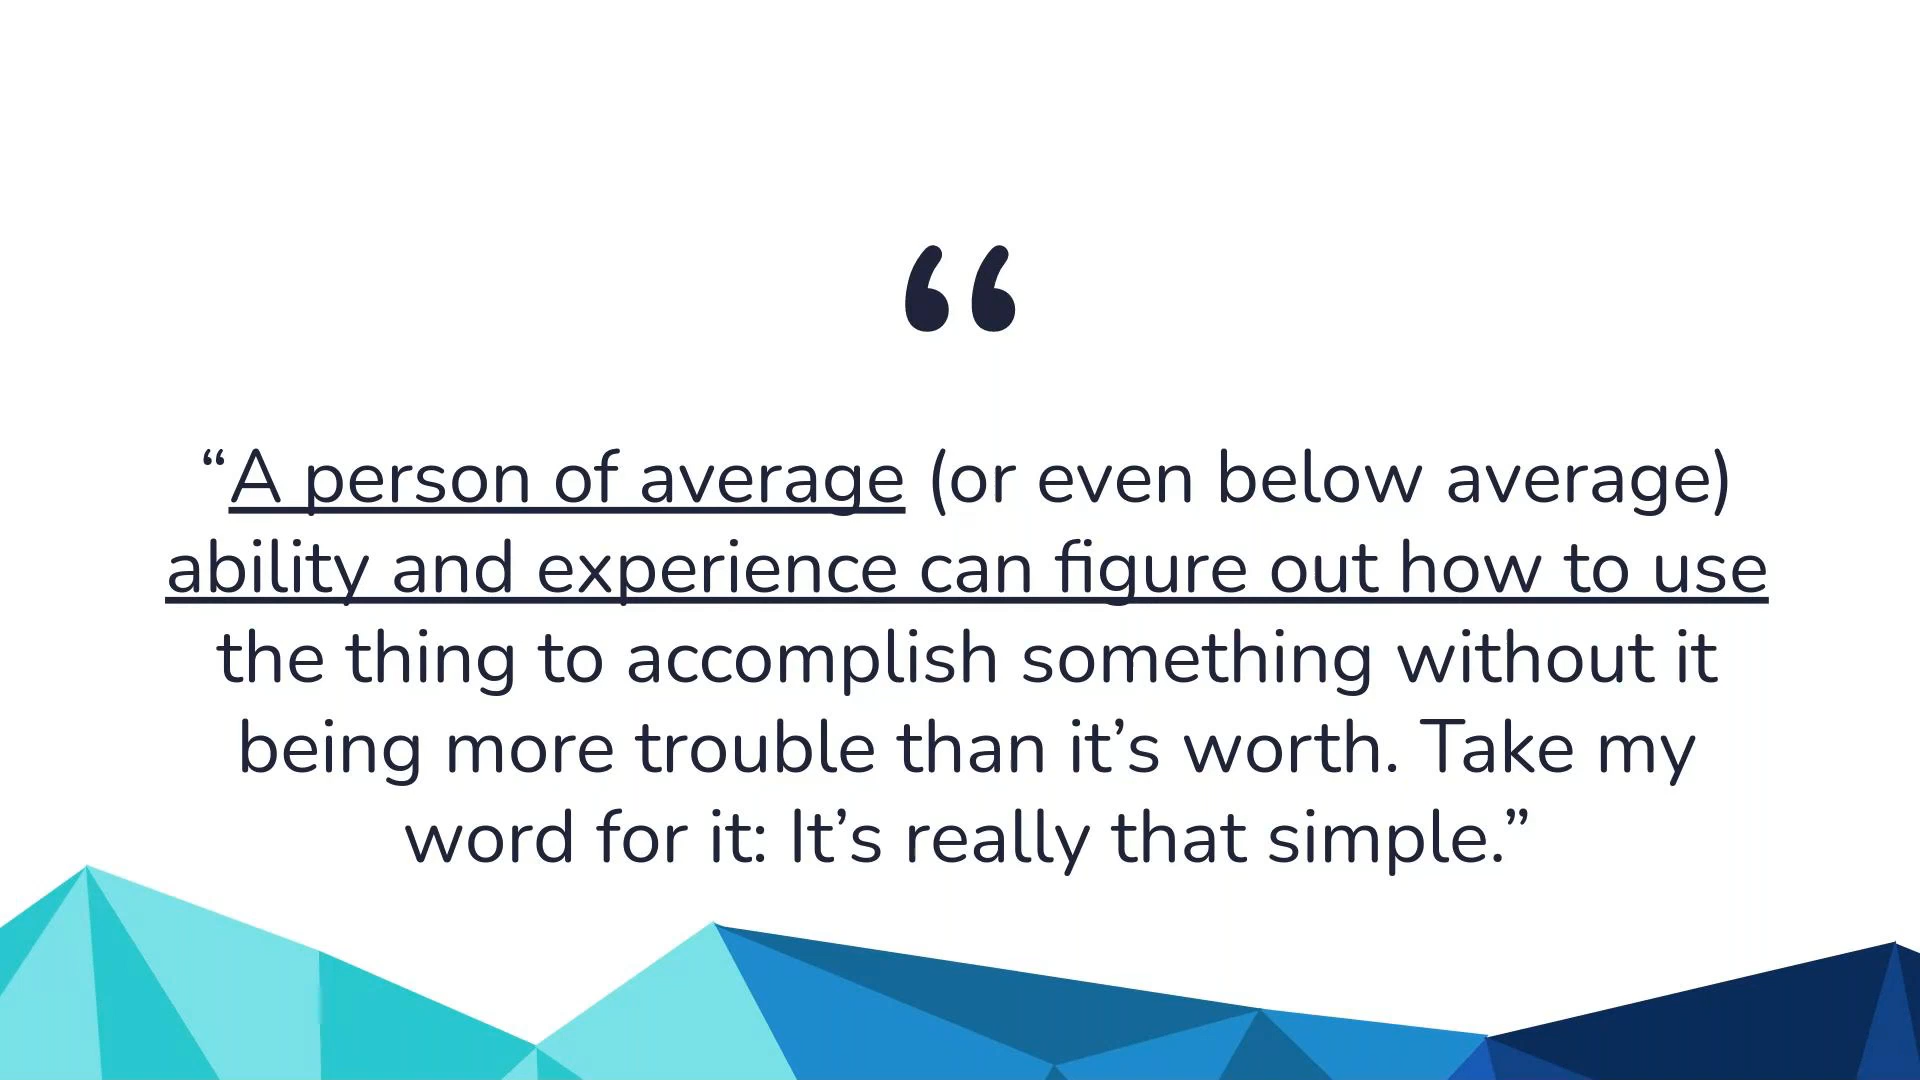 “
“A person of average (or even below average)
ability and experience can figure out how to use
the thing to accomplish something without it
being more trouble than it’s worth. Take my
word for it: It’s really that simple.”